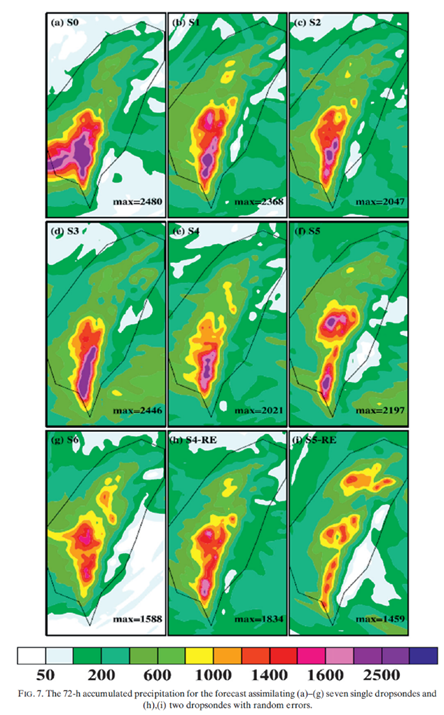 (a) S0
(b) S1
(c) S2
max=2480
max=2368
max=2047
(d) S3
(e) S4
(f) S5
max=2446
max=2021
max=2197
(g) S6
(h) S4-RE
(i) S5-RE
max=1588
max=1834
max=1459
50 200 600 1000 1400 1600 2500
FIG. 7. The 72-h accumulated precipitation for the forecast assimilating (a)–(g) seven single dropsondes and
(h),(i) two dropsondes with random errors.